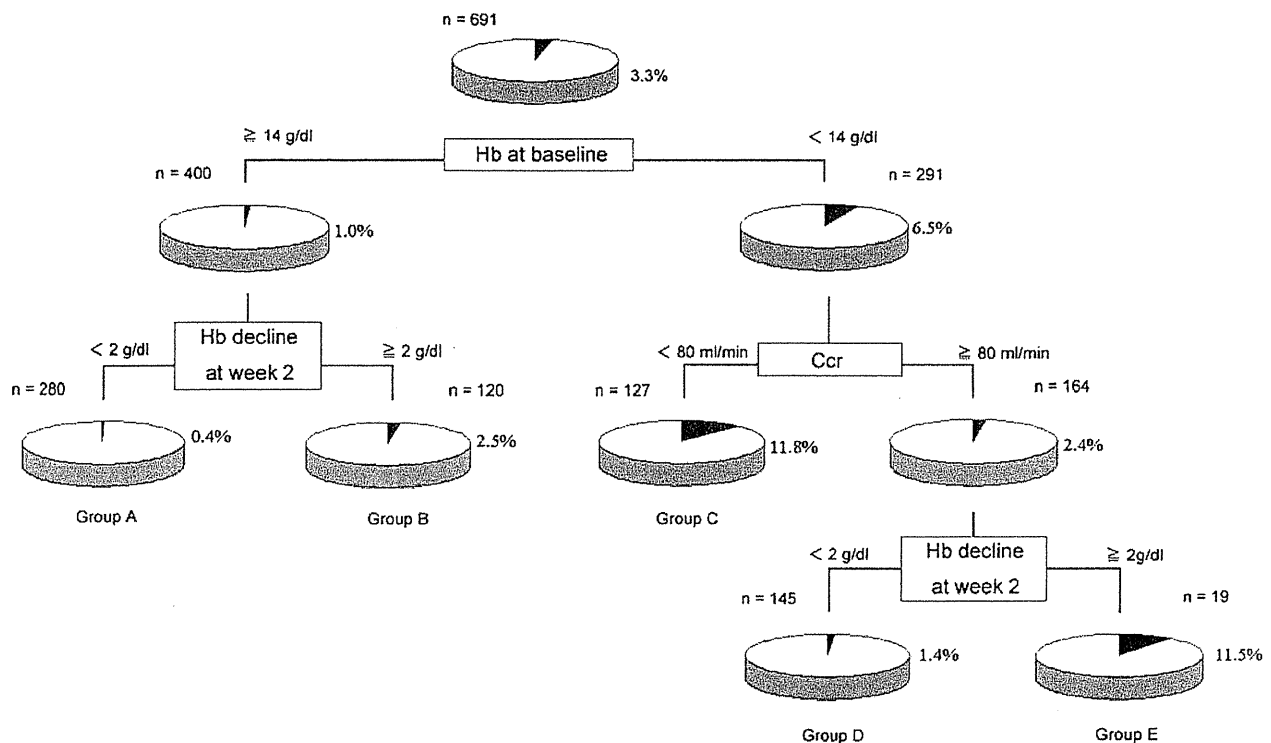 n = 691
3.3%
≧ 14 g/dl
Hb at baseline
< 14 g/dl
n = 400
n = 291
1.0%
6.5%
< 2 g/dl
Hb decline
at week 2
≧ 2 g/dl
< 80 ml/min
Ccr
≧ 80 ml/min
n = 280
n = 120
n = 127
n = 164
0.4%
2.5%
11.8%
2.4%
Group A
Group B
Group C
< 2 g/dl
Hb decline
at week 2
≧ 2g/dl
n = 145
n = 19
1.4%
11.5%
Group D
Group E